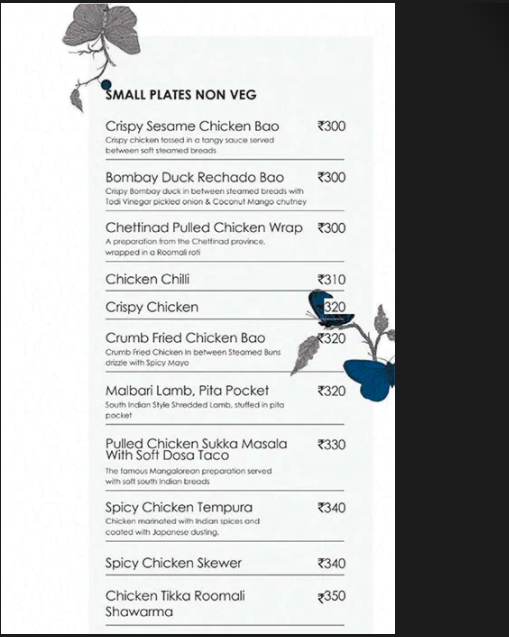 SMALL PLATES NON VEG
Crispy Sesame Chicken Bao ₹300
Crispy chicken tossed in a tangy sauce served
between soft steamed breads
Bombay Duck Rechado Bao ₹300
Crispy Bombay duck in between steamed breads with
Todi Vinegar pickled onion & Coconut Mango chutney
Chettinad Pulled Chicken Wrap ₹300
A preparation from the Chettinad province,
wrapped in a Roomali roti
Chicken Chilli ₹310
Crispy Chicken 320
Crumb Fried Chicken Bao ₹320
Crumb Fried Chicken In between Steamed Buns
drizzle with Spicy Mayo
Malbari Lamb, Pita Pocket ₹320
South Indian Style Shredded Lamb, stuffed in pita
pocket
Pulled Chicken Sukka Masala ₹330
With Soft Dosa Taco
The famous Mangalorean preparation served
with soft south Indian breads
Spicy Chicken Tempura ₹340
Chicken marinated with Indian spices and
coated with Japanese dusting.
Spicy Chicken Skewer ₹340
Chicken Tikka Roomali ₹350
Shawarma